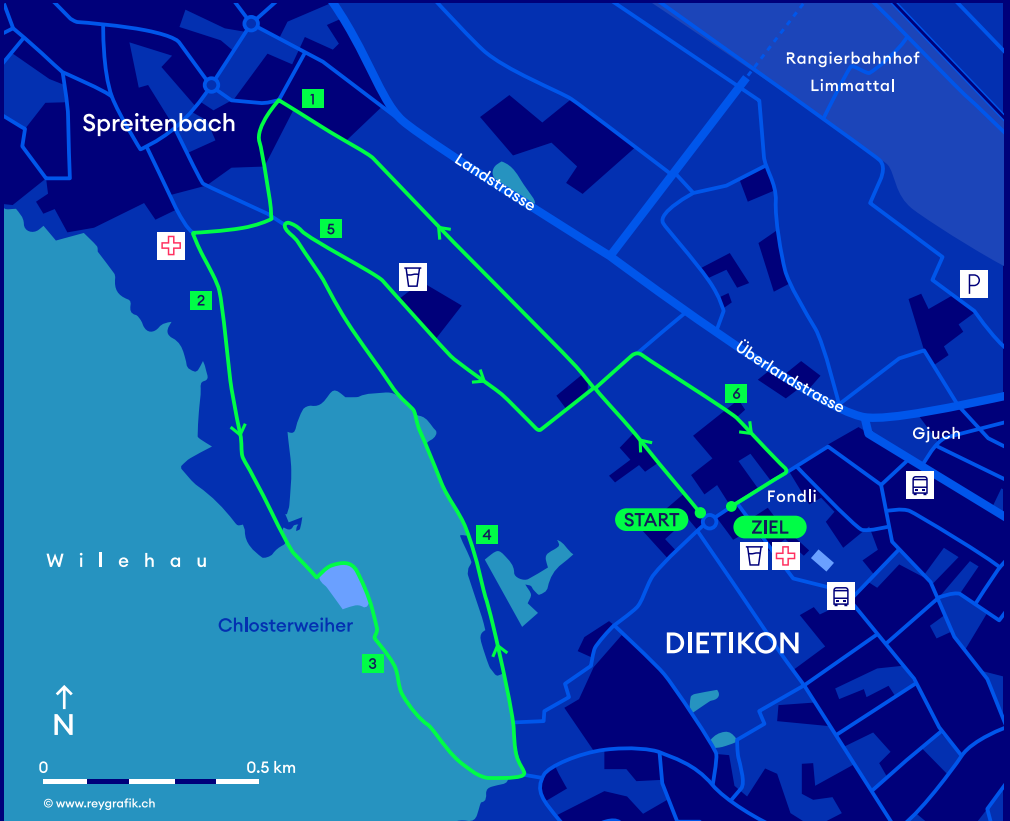 Rangierbahnhof
Limmattal
1
Spreitenbach
Landstrasse
5
2
P
Überlandstrasse
6
Gjuch
Fondli
START
ZIEL
4
Wilehau
Chlosterweiher
DIETIKON
3
N
0 0.5 km
© www.reygrafik.ch